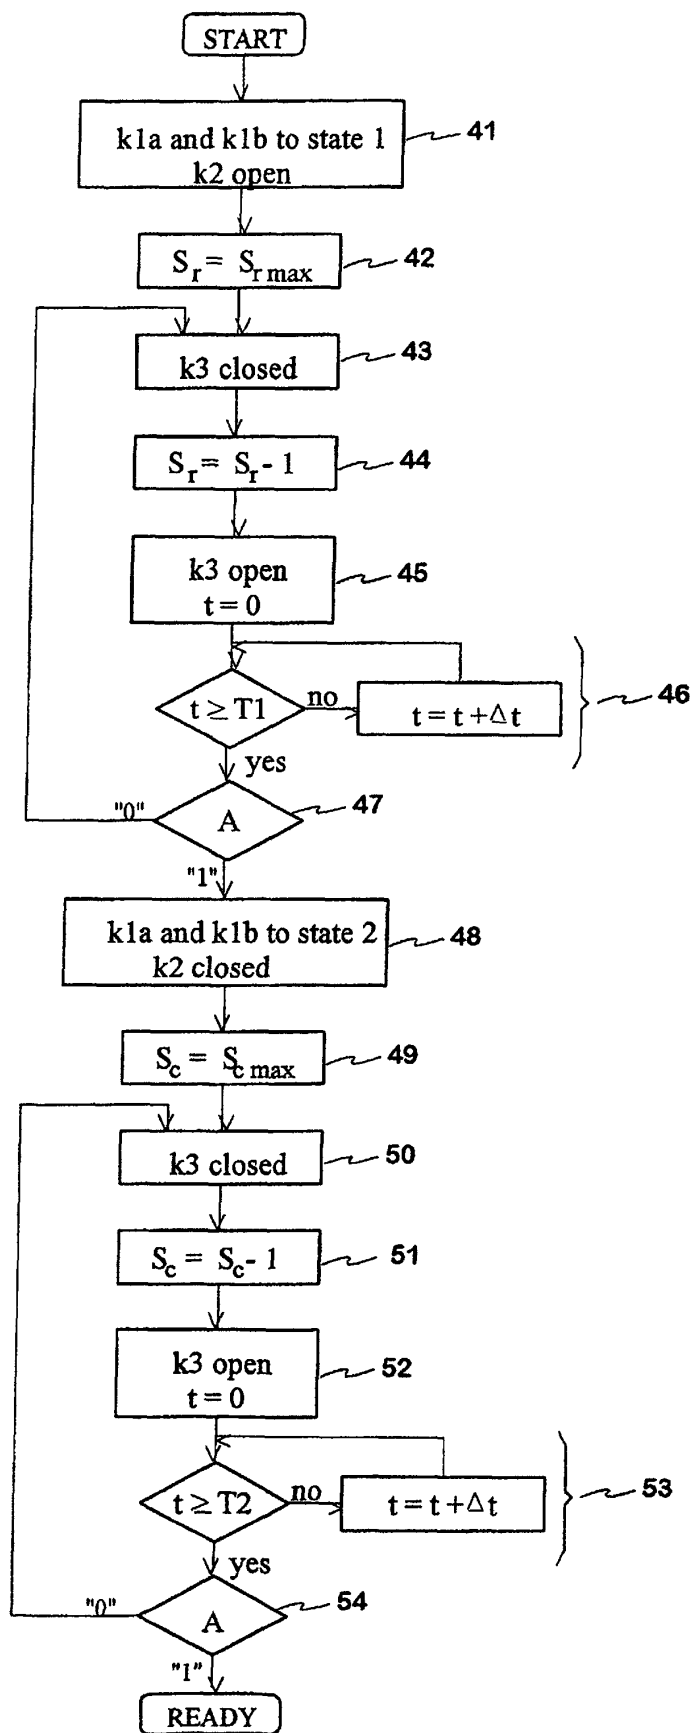 START
k1a and k1b to state 1
k2 open
41
S_r = S_r max
42
k3 closed
43
S_r = S_r - 1
44
k3 open
t = 0
45
t ≥ T1
no
t = t + Δt
46
yes
"0"
A
47
"1"
k1a and k1b to state 2
k2 closed
48
S_c = S_c max
49
k3 closed
50
S_c = S_c - 1
51
k3 open
t = 0
52
t ≥ T2
no
t = t + Δt
53
yes
"0"
A
54
"1"
READY